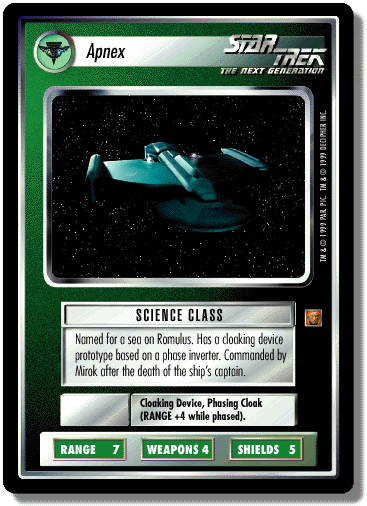 Apnex
STAR TREK
THE NEXT GENERATION
TM & © 1999 PAR. PIC. TM & © 1999 DECIPHER INC.
SCIENCE CLASS
Named for a sea on Romulus. Has a cloaking device
prototype based on a phase inverter. Commanded by
Mirok after the death of the ship's captain.
Cloaking Device, Phasing Cloak
(RANGE +4 while phased).
RANGE 7 WEAPONS 4 SHIELDS 5